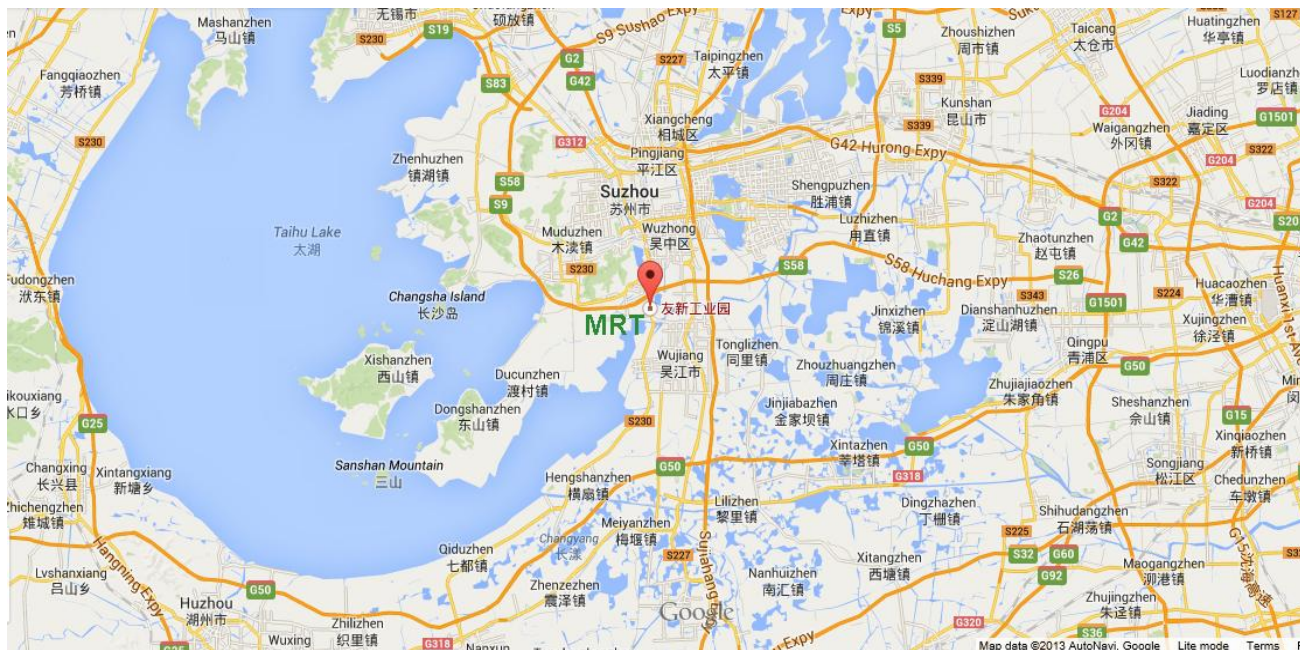 Mashanzhen
马山镇
无锡市
硕放镇
S19
S230
S9 Sushao Expy
G2
G42
S227
Taipingzhen
太平镇
Expy
S5
Zhoushizhen
周市镇
Taicang
太仓市
Huatingzhen
华亭镇
S127
Fangqiaozhen
芳桥镇
S83
S339
Kunshan
昆山市
G204
Luodianzhen
罗店镇
Jiading
嘉定区
G1501
S230
G312
Xiangcheng
相城区
S339
Waigangzhen
外冈镇
S322
G204
Zhenhuzhen
镇湖镇
Pingjiang
平江区
G42 Hurong Expy
S58
Suzhou
苏州市
Shengpuzhen
胜浦镇
S322
G204
S9
Luzhizhen
甪直镇
G2
S20
Taihu Lake
太湖
Muduzhen
木渎镇
Wuzhong
吴中区
G42
Zhaotunzhen
赵屯镇
S230
S58
S58 Huchang Expy
S26
Fudongzhen
洑东镇
Changsha Island
长沙岛
S343
G1501
S224
Huacaozhen
华漕镇
友新工业园
MRT
Jinxizhen
锦溪镇
Dianshanhuzhen
淀山湖镇
Xujingzhen
徐泾镇
Xishanzhen
西山镇
Wujiang
吴江市
Tonglizhen
同里镇
Zhouzhuangzhen
周庄镇
Qingpu
青浦区
G50
Ducunzhen
渡村镇
Zhujiajiaozhen
朱家角镇
Dongshanzhen
东山镇
Jinjiabazhen
金家坝镇
Sheshanzhen
佘山镇
G15
G25
S230
Xintazhen
莘塔镇
G50
Xinqiaozhen
新桥镇
Changxing
长兴县
Xintangxiang
新塘乡
Sanshan Mountain
三山
G50
G318
Songjiang
松江区
Chedunzhen
车墩镇
Hengshanzhen
横扇镇
Zhichengzhen
雉城镇
Lilizhen
黎里镇
Dingzhazhen
丁栅镇
Shihudangzhen
石湖荡镇
Meiyanzhen
梅堰镇
S225
Changyang
长漾
Hangning Expy
Qiduzhen
七都镇
S227
S32
G60
G92
Xitangzhen
西塘镇
Maogangzhen
泖港镇
G15沈海高速
Lvshanxiang
吕山乡
G50
Zhenzezhen
震泽镇
Nanhuizhen
南汇镇
Huzhou
湖州市
Zhujingzhen
朱泾镇
Zhilizhen
织里镇
Google
G320
Wuxing
G318
S36
Expy
Map data ©2013 AutoNavi, Google
Lite mode
Terms